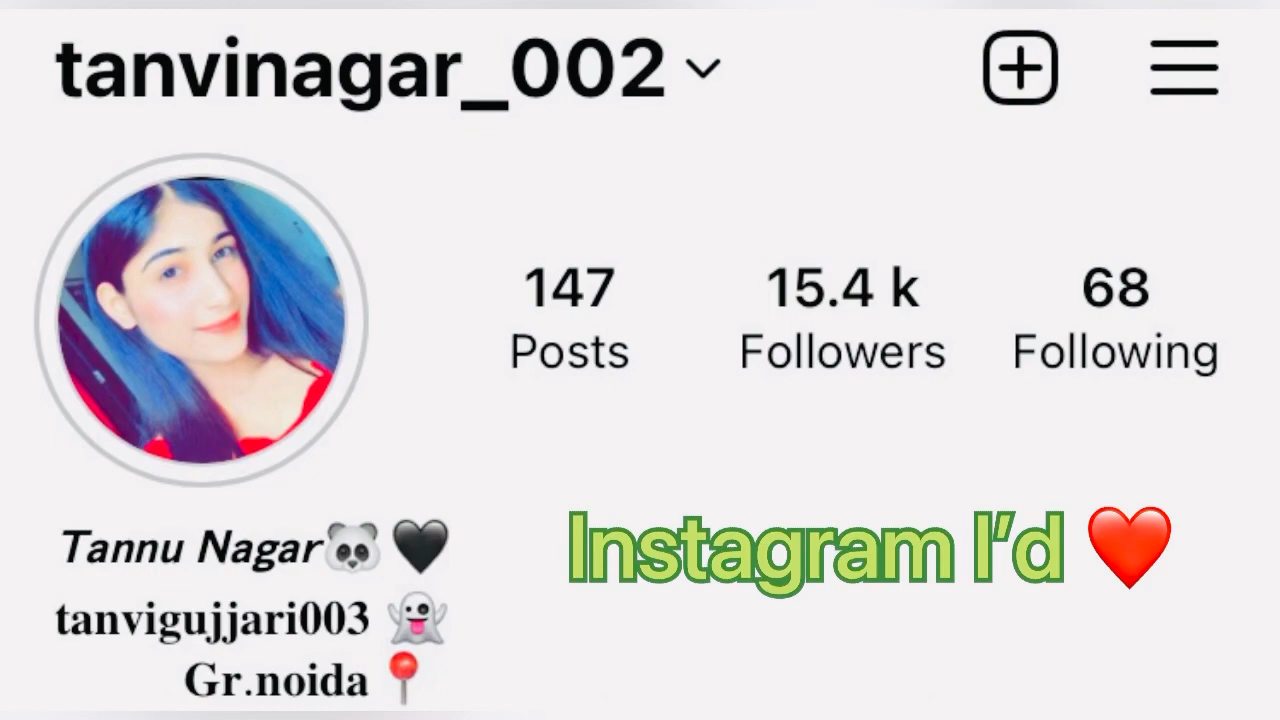 tanvinagar_002
147 15.4 k 68
Posts Followers Following
Tannu Nagar🐼 🖤
Instagram I’d ❤️
tanvigujjari003 👻
Gr.noida 📍